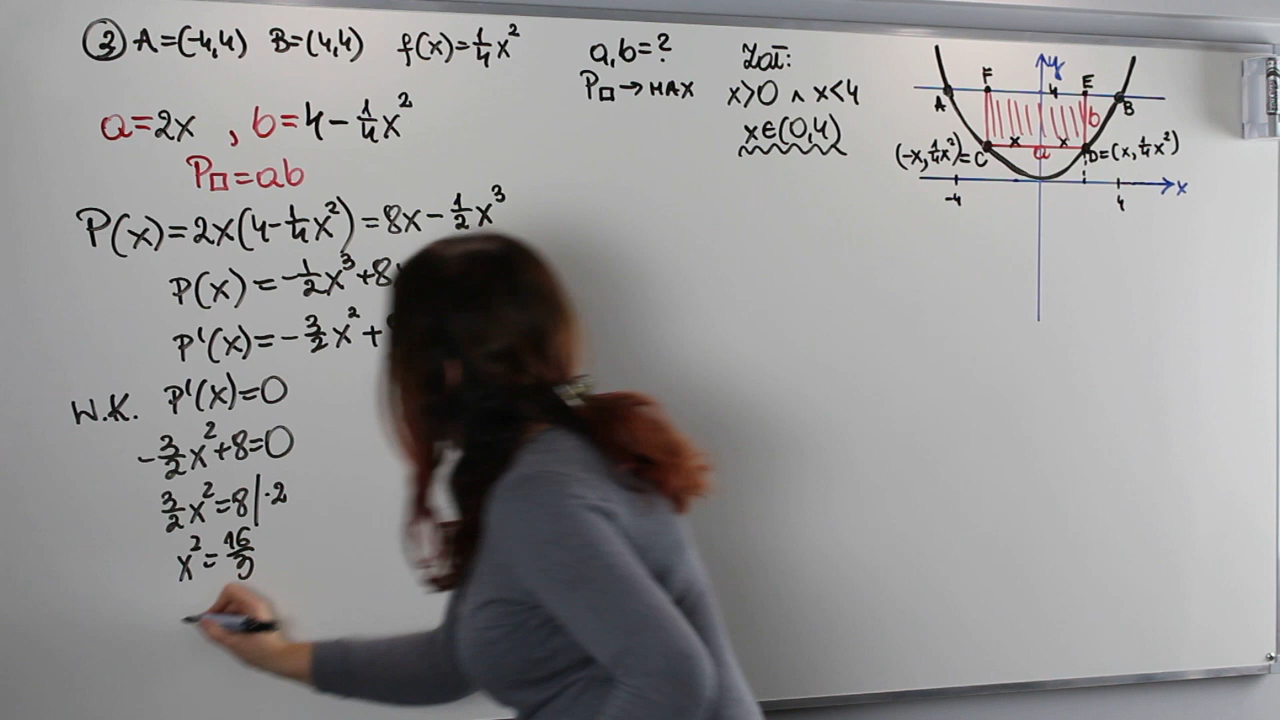 ③ A=(-4,4) B=(4,4) f(x)=¼x²
a,b=?
P□→MAX
Zał:
x>0 ∧ x<4
x∈(0,4)
a=2x , b=4-¼x²
P□=ab
P(x)=2x(4-¼x²)=8x-½x³
P(x)=-½x³+8
P'(x)=-3/2x²+
W.K. P'(x)=0
-3/2x²+8=0
3/2x²=8|·2
x²=16/3
y
F 4 E
A B b
x x
(-x,¼x²)=C a D=(x,¼x²)
x
-4 4